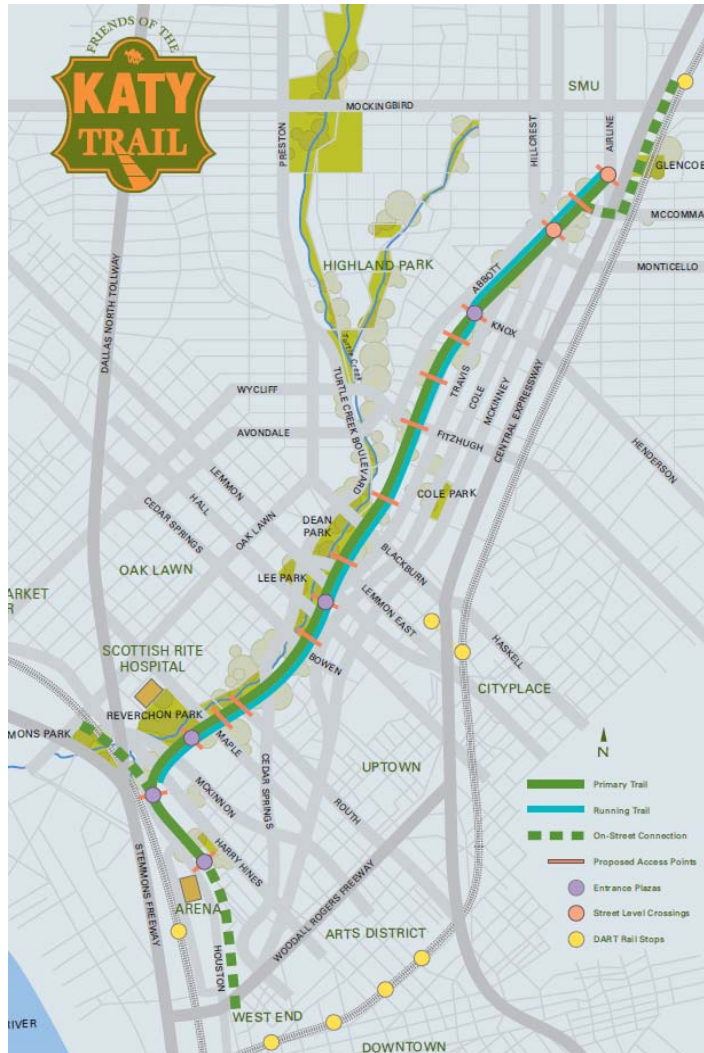 FRIENDS OF THE
KATY
TRAIL
SMU
MOCKINGBIRD
PRESTON
HILLCREST
AIRLINE
GLENCOE
MCCOMMA
MONTICELLO
HIGHLAND PARK
ABBOTT
KNOX
DALLAS NORTH TOLLWAY
Turtle Creek
TRAVIS
COLE
MCKINNEY
CENTRAL EXPRESSWAY
WYCLIFF
TURTLE CREEK BOULEVARD
AVONDALE
FITZHUGH
HENDERSON
LEMMON
HALL
CEDAR SPRINGS
OAK LAWN
COLE PARK
DEAN
PARK
BLACKBURN
OAK LAWN
LEE PARK
LEMMON EAST
HASKELL
ARKET
R
SCOTTISH RITE
HOSPITAL
BOWEN
CITYPLACE
REVERCHON PARK
MONS PARK
MAPLE
CEDAR SPRINGS
UPTOWN
N
MCKINNON
ROUTH
Primary Trail
Running Trail
On-Street Connection
Proposed Access Points
Entrance Plazas
Street Level Crossings
DART Rail Stops
STEMMONS FREEWAY
HARRY HINES
ARENA
HOUSTON
WOODALL ROGERS FREEWAY
ARTS DISTRICT
WEST END
RIVER
DOWNTOWN